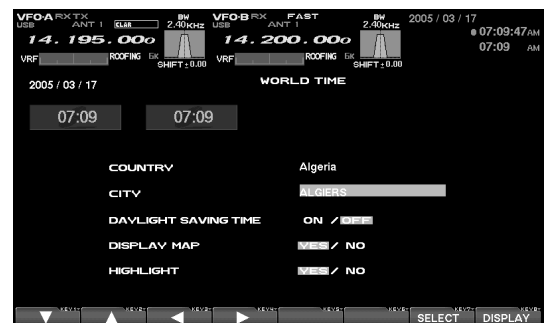 VFO-A RX TX BW VFO-B RX FAST BW 2005 / 03 / 17
USB ANT 1 CLAR 2.40KHZ USB ANT 1 2.40KHZ
07:09:47AM
14. 195. 000 14. 200. 000
07:09 AM
VRF ROOFING 6K VRF ROOFING 6K
SHIFT±0.00 SHIFT±0.00
2005 / 03 / 17 WORLD TIME
07:09 07:09
COUNTRY Algeria
CITY ALGIERS
DAYLIGHT SAVING TIME ON / OFF
DISPLAY MAP YES / NO
HIGHLIGHT YES / NO
KEY1 KEY2 KEY3 KEY4 KEY5 KEY6 KEY7 KEY8
▼ ▲ ◀ ▶ SELECT DISPLAY